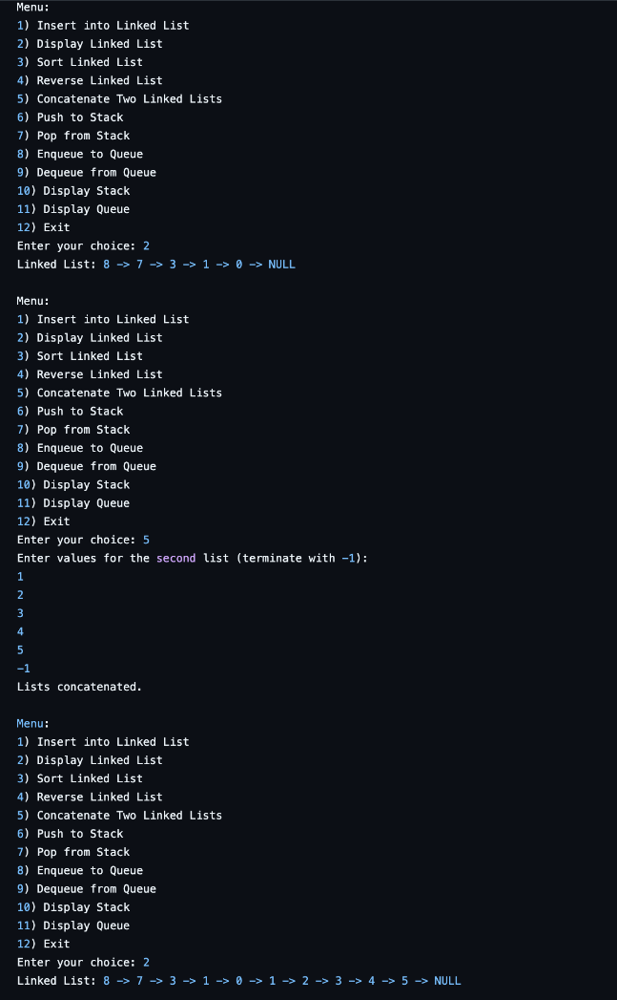 Menu:
1) Insert into Linked List
2) Display Linked List
3) Sort Linked List
4) Reverse Linked List
5) Concatenate Two Linked Lists
6) Push to Stack
7) Pop from Stack
8) Enqueue to Queue
9) Dequeue from Queue
10) Display Stack
11) Display Queue
12) Exit
Enter your choice: 2
Linked List: 8 -> 7 -> 3 -> 1 -> 0 -> NULL
Menu:
1) Insert into Linked List
2) Display Linked List
3) Sort Linked List
4) Reverse Linked List
5) Concatenate Two Linked Lists
6) Push to Stack
7) Pop from Stack
8) Enqueue to Queue
9) Dequeue from Queue
10) Display Stack
11) Display Queue
12) Exit
Enter your choice: 5
Enter values for the second list (terminate with -1):
1
2
3
4
5
-1
Lists concatenated.
Menu:
1) Insert into Linked List
2) Display Linked List
3) Sort Linked List
4) Reverse Linked List
5) Concatenate Two Linked Lists
6) Push to Stack
7) Pop from Stack
8) Enqueue to Queue
9) Dequeue from Queue
10) Display Stack
11) Display Queue
12) Exit
Enter your choice: 2
Linked List: 8 -> 7 -> 3 -> 1 -> 0 -> 1 -> 2 -> 3 -> 4 -> 5 -> NULL